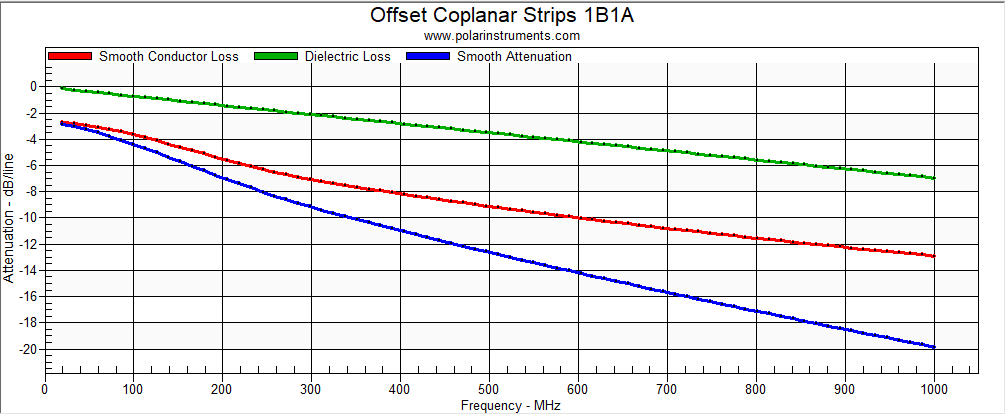 Offset Coplanar Strips 1B1A
www.polarinstruments.com
Smooth Conductor Loss Dielectric Loss Smooth Attenuation
0
-2
-4
-6
-8
-10
-12
-14
-16
-18
-20
Attenuation - dB/line
0 100 200 300 400 500 600 700 800 900 1000
Frequency - MHz